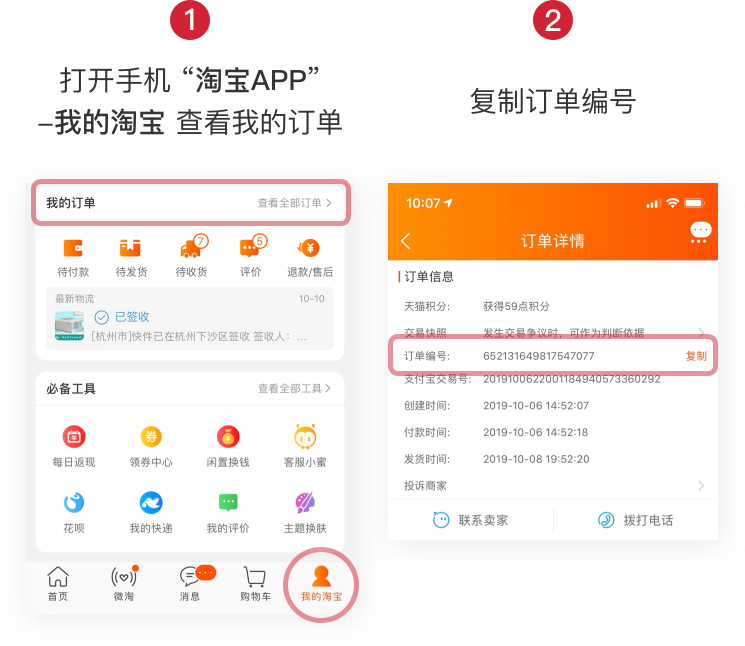 1
打开手机 “淘宝APP”
–我的淘宝 查看我的订单
我的订单
查看全部订单
7
5
待付款
待发货
待收货
评价
退款/售后
最新物流
10-10
已签收
[杭州市]快件已在杭州下沙区签收 签收人: ...
必备工具
查看全部工具
每日返现
券
领券中心
闲置换钱
客服小蜜
花呗
我的快递
我的评价
主题换肤
首页
微淘
消息
购物车
我的淘宝
2
复制订单编号
10:07
订单详情
订单信息
天猫积分:
获得59点积分
交易快照
发生交易争议时，可作为判断依据
订单编号:
652131649817547077
复制
支付宝交易号:
2019100622001184940573360292
创建时间:
2019-10-06 14:52:07
付款时间:
2019-10-06 14:52:18
发货时间:
2019-10-08 19:52:20
投诉商家
联系卖家
拨打电话